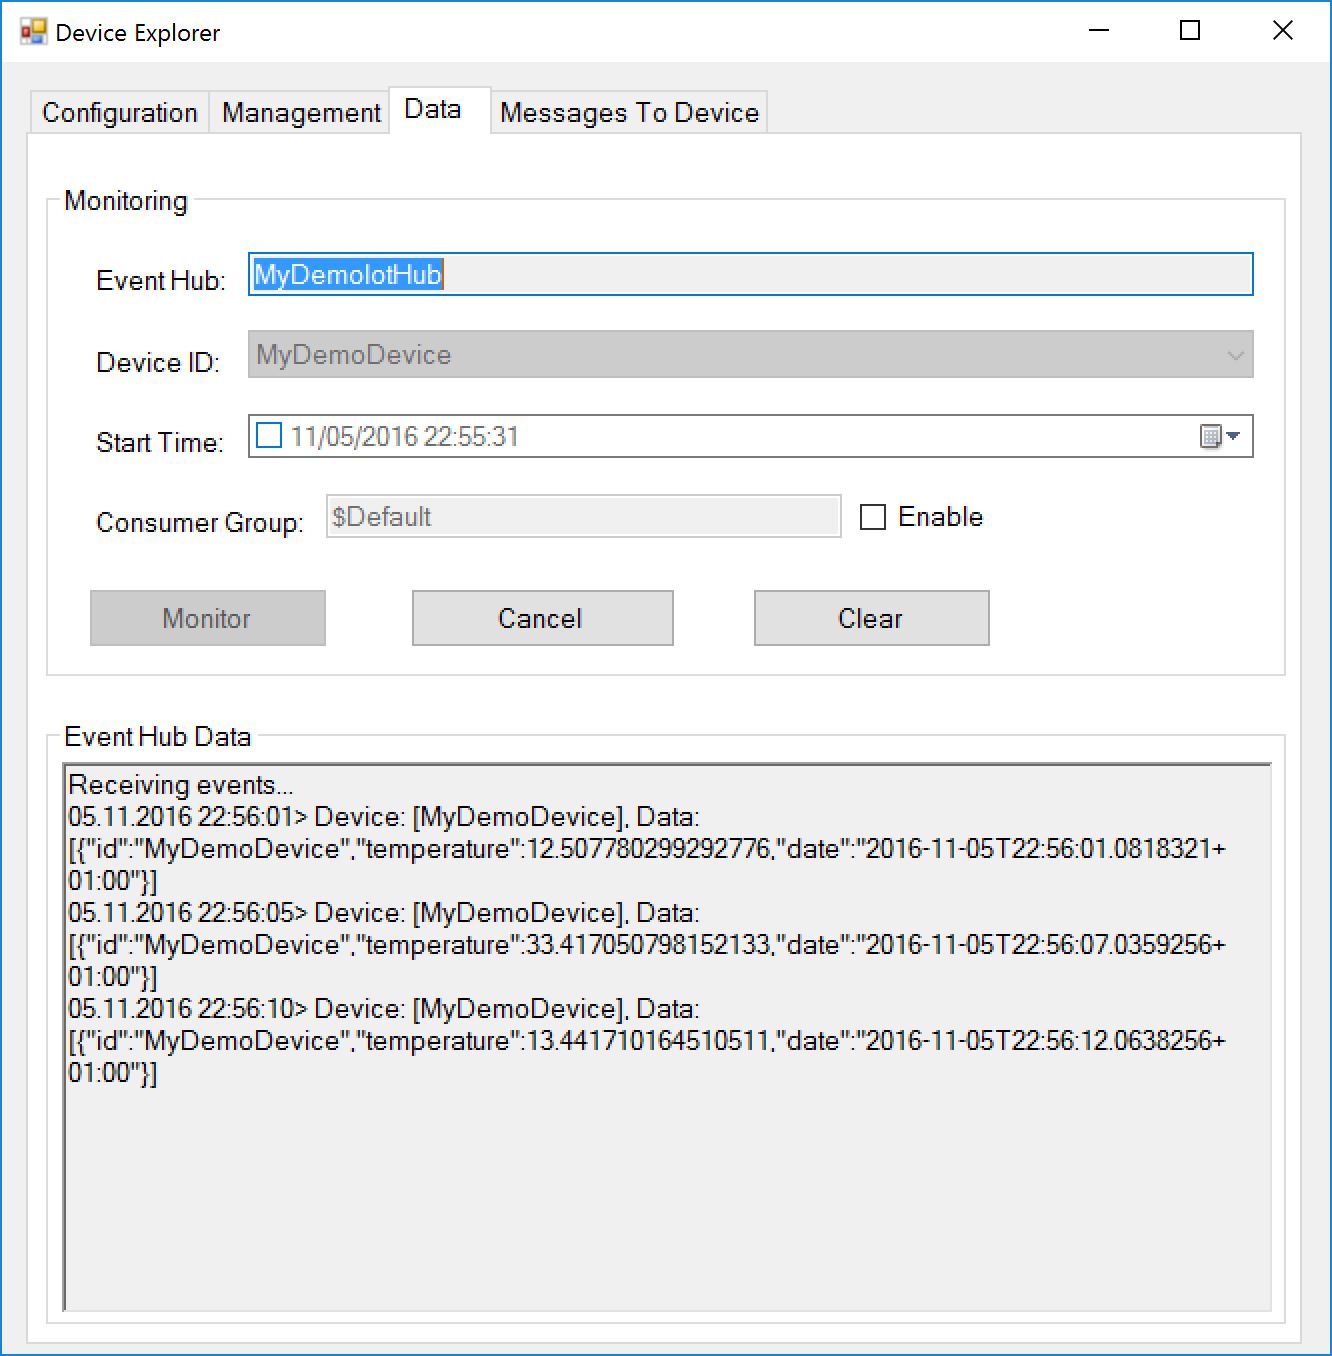 Device Explorer
Configuration Management Data Messages To Device
Monitoring
Event Hub: MyDemoIotHub
Device ID: MyDemoDevice
Start Time: 11/05/2016 22:55:31
Consumer Group: $Default Enable
Monitor Cancel Clear
Event Hub Data
Receiving events...
05.11.2016 22:56:01> Device: [MyDemoDevice], Data:
[{"id":"MyDemoDevice","temperature":12.507780299292776,"date":"2016-11-05T22:56:01.0818321+
01:00"}]
05.11.2016 22:56:05> Device: [MyDemoDevice], Data:
[{"id":"MyDemoDevice","temperature":33.417050798152133,"date":"2016-11-05T22:56:07.0359256+
01:00"}]
05.11.2016 22:56:10> Device: [MyDemoDevice], Data:
[{"id":"MyDemoDevice","temperature":13.441710164510511,"date":"2016-11-05T22:56:12.0638256+
01:00"}]